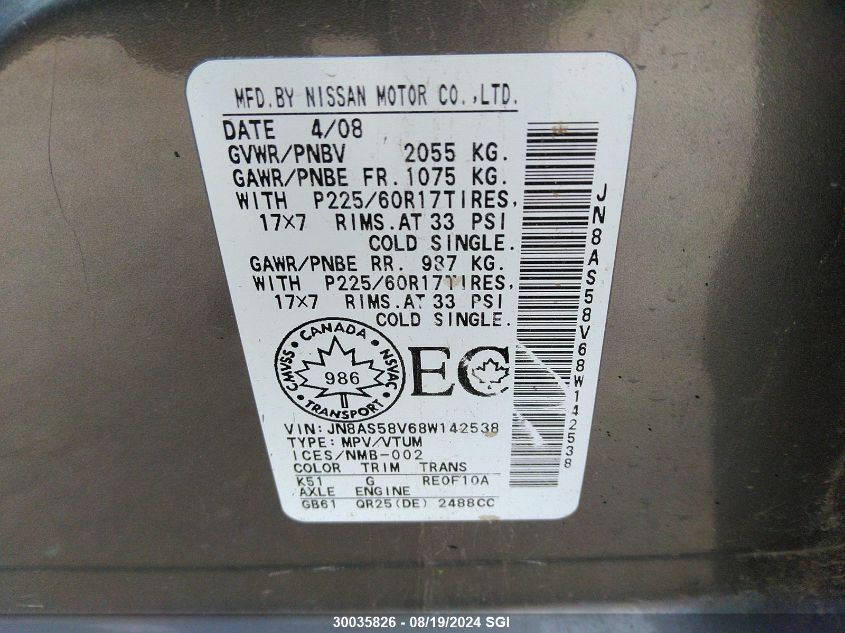 MFD.BY NISSAN MOTOR CO.,LTD.
DATE 4/08
GVWR/PNBV 2055 KG.
GAWR/PNBE FR. 1075 KG.
WITH P225/60R17TIRES,
17×7 RIMS.AT 33 PSI
COLD SINGLE.
GAWR/PNBE RR. 987 KG.
WITH P225/60R17TIRES,
17×7 RIMS.AT 33 PSI
COLD SINGLE.
CANADA
CMVSS
NSVAC
986
TRANSPORT
EC
VIN: JN8AS58V68W142538
TYPE: MPV/VTUM
ICES/NMB-002
COLOR TRIM TRANS
K51 G RE0F10A
AXLE ENGINE
GB61 QR25(DE) 2488CC
JN8AS58V68W142538
30035826 - 08/19/2024 SGI